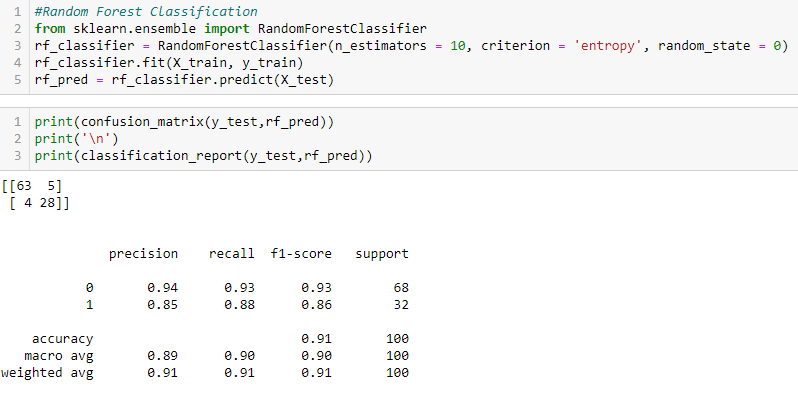 1 #Random Forest Classification
2 from sklearn.ensemble import RandomForestClassifier
3 rf_classifier = RandomForestClassifier(n_estimators = 10, criterion = 'entropy', random_state = 0)
4 rf_classifier.fit(X_train, y_train)
5 rf_pred = rf_classifier.predict(X_test)
1 print(confusion_matrix(y_test,rf_pred))
2 print('\n')
3 print(classification_report(y_test,rf_pred))
[[63  5]
 [ 4 28]]
              precision    recall  f1-score   support
           0       0.94      0.93      0.93        68
           1       0.85      0.88      0.86        32
    accuracy                           0.91       100
   macro avg       0.89      0.90      0.90       100
weighted avg       0.91      0.91      0.91       100